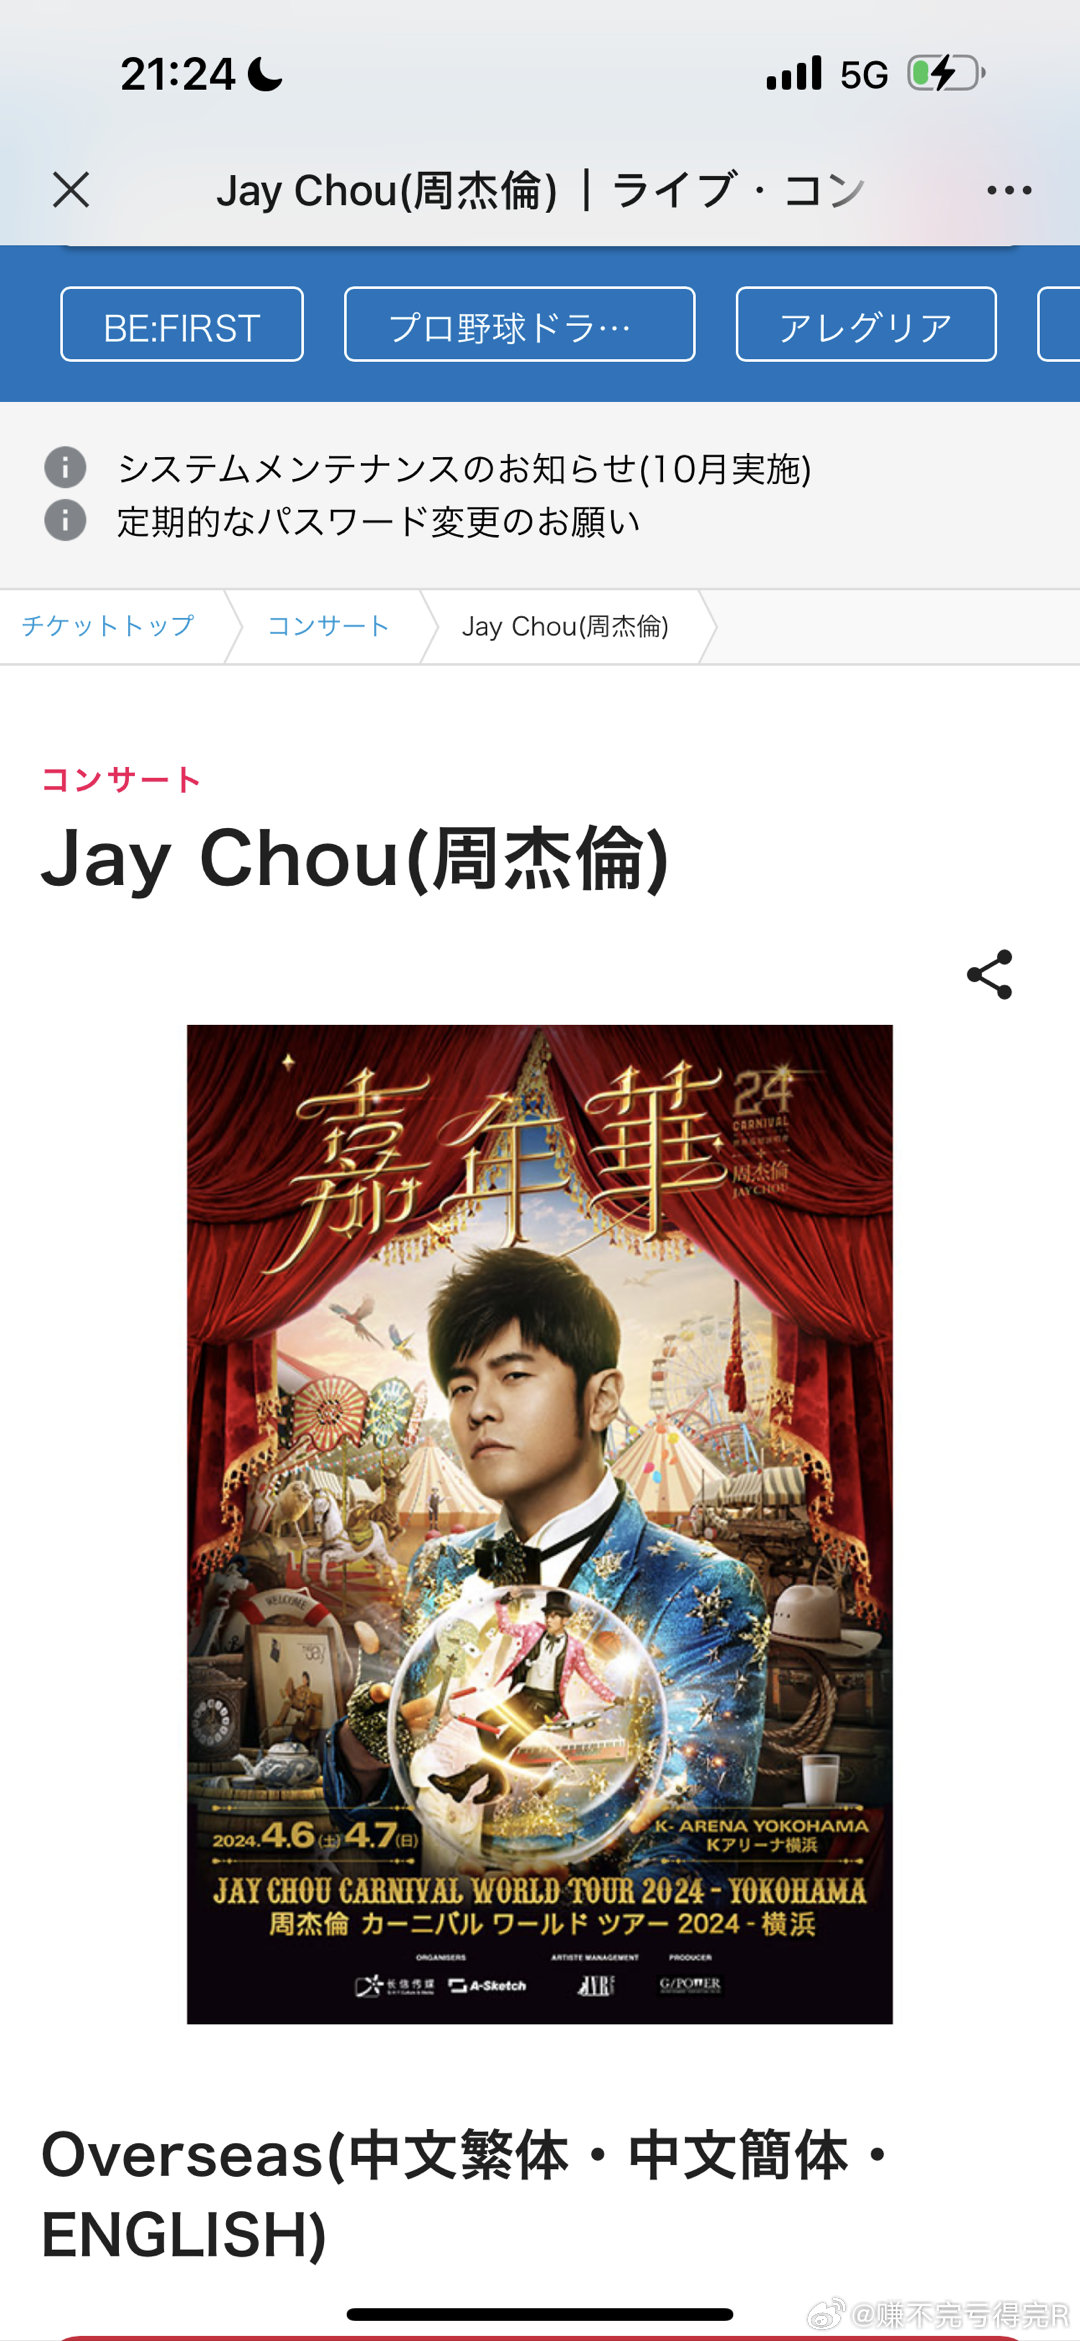 21:24
5G
Jay Chou(周杰倫)｜ライブ・コン
BE:FIRST
プロ野球ドラ…
アレグリア
システムメンテナンスのお知らせ(10月実施)
定期的なパスワード変更のお願い
チケットトップ
コンサート
Jay Chou(周杰倫)
コンサート
Jay Chou(周杰倫)
嘉年華
24
CARNIVAL
周杰倫
JAY CHOU
WELCOME
2024.4.6(土)4.7(日)
K- ARENA YOKOHAMA
Kアリーナ横浜
JAY CHOU CARNIVAL WORLD TOUR 2024 - YOKOHAMA
周杰倫 カーニバル ワールド ツアー 2024 - 横浜
ORGANISERS
ARTISTE MANAGEMENT
PRODUCER
长信传媒
A-Sketch
JVR
G/POWER
Overseas(中文繁体・中文簡体・
ENGLISH)
@赚不完亏得完R